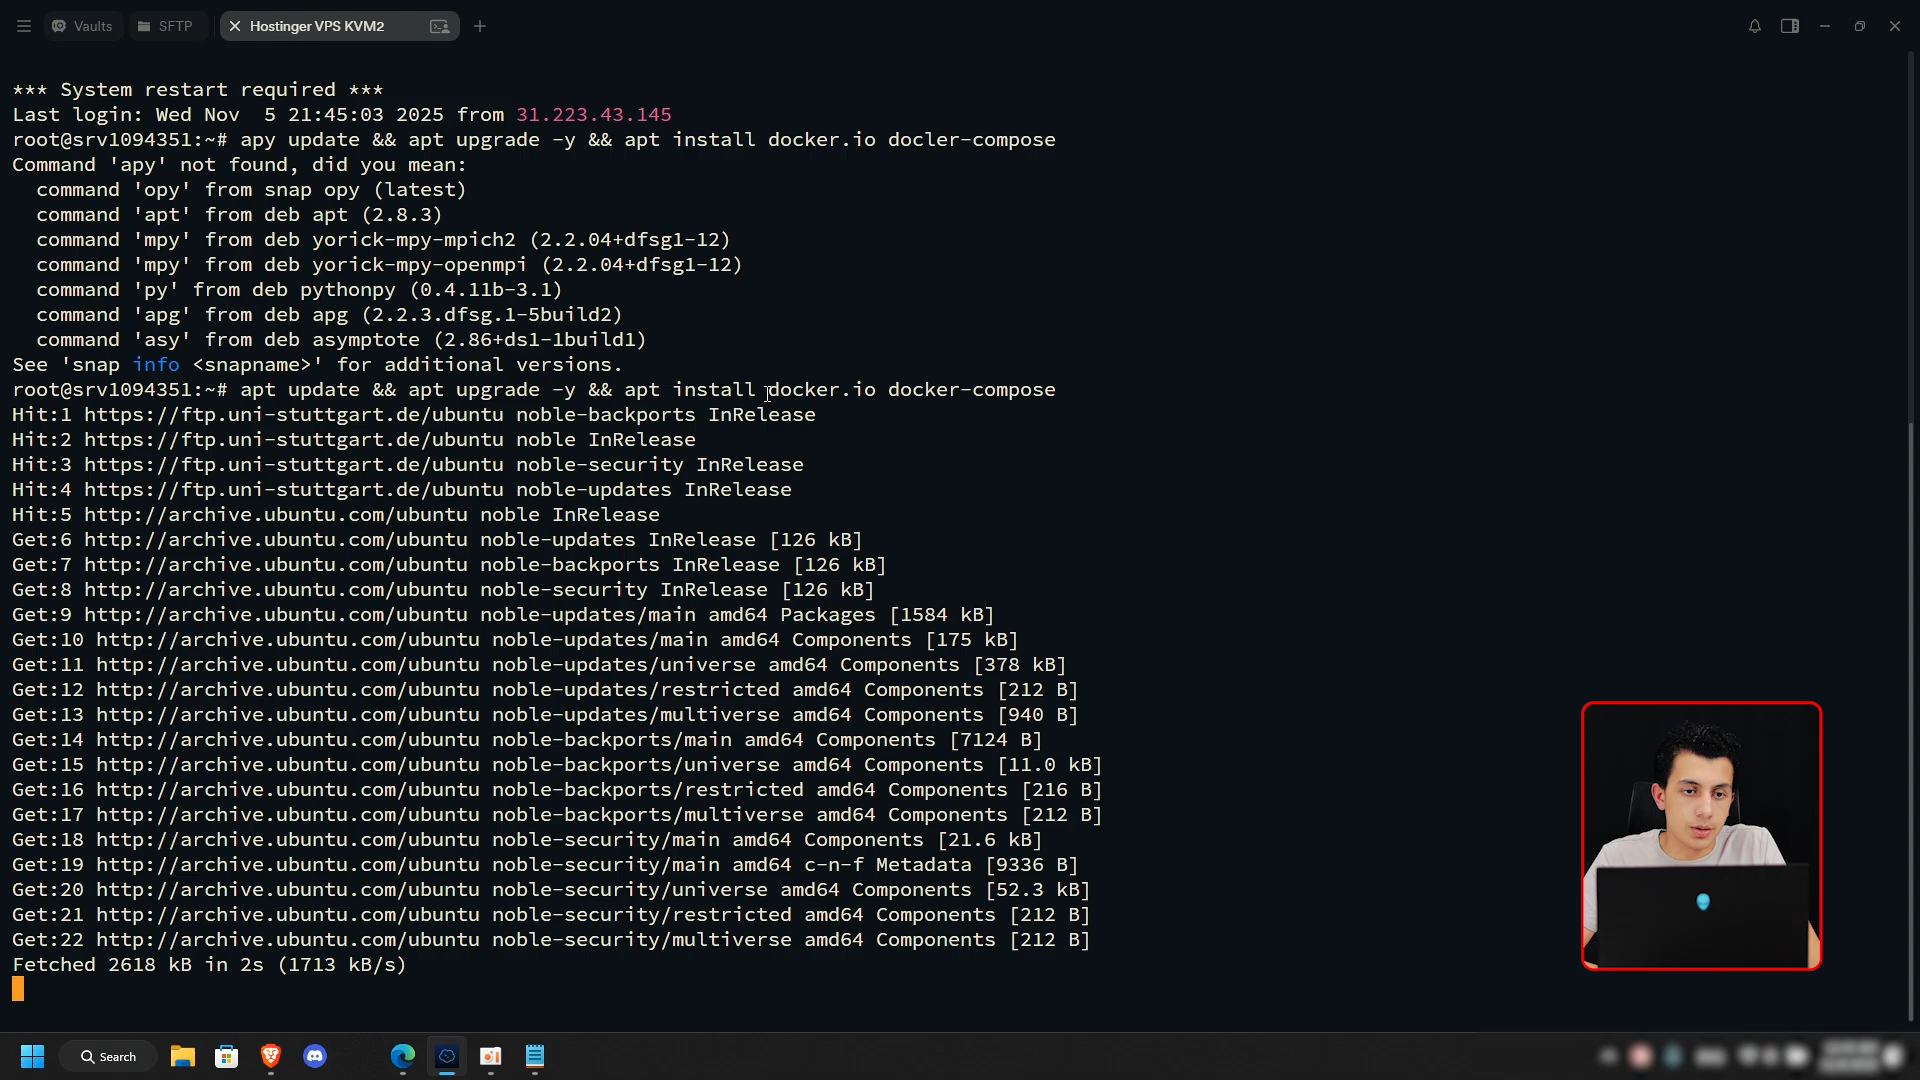 Vaults
SFTP
Hostinger VPS KVM2
*** System restart required ***
Last login: Wed Nov  5 21:45:03 2025 from 31.223.43.145
root@srv1094351:~# apy update && apt upgrade -y && apt install docker.io docler-compose
Command 'apy' not found, did you mean:
  command 'opy' from snap opy (latest)
  command 'apt' from deb apt (2.8.3)
  command 'mpy' from deb yorick-mpy-mpich2 (2.2.04+dfsg1-12)
  command 'mpy' from deb yorick-mpy-openmpi (2.2.04+dfsg1-12)
  command 'py' from deb pythonpy (0.4.11b-3.1)
  command 'apg' from deb apg (2.2.3.dfsg.1-5build2)
  command 'asy' from deb asymptote (2.86+ds1-1build1)
See 'snap info <snapname>' for additional versions.
root@srv1094351:~# apt update && apt upgrade -y && apt install docker.io docker-compose
Hit:1 https://ftp.uni-stuttgart.de/ubuntu noble-backports InRelease
Hit:2 https://ftp.uni-stuttgart.de/ubuntu noble InRelease
Hit:3 https://ftp.uni-stuttgart.de/ubuntu noble-security InRelease
Hit:4 https://ftp.uni-stuttgart.de/ubuntu noble-updates InRelease
Hit:5 http://archive.ubuntu.com/ubuntu noble InRelease
Get:6 http://archive.ubuntu.com/ubuntu noble-updates InRelease [126 kB]
Get:7 http://archive.ubuntu.com/ubuntu noble-backports InRelease [126 kB]
Get:8 http://archive.ubuntu.com/ubuntu noble-security InRelease [126 kB]
Get:9 http://archive.ubuntu.com/ubuntu noble-updates/main amd64 Packages [1584 kB]
Get:10 http://archive.ubuntu.com/ubuntu noble-updates/main amd64 Components [175 kB]
Get:11 http://archive.ubuntu.com/ubuntu noble-updates/universe amd64 Components [378 kB]
Get:12 http://archive.ubuntu.com/ubuntu noble-updates/restricted amd64 Components [212 B]
Get:13 http://archive.ubuntu.com/ubuntu noble-updates/multiverse amd64 Components [940 B]
Get:14 http://archive.ubuntu.com/ubuntu noble-backports/main amd64 Components [7124 B]
Get:15 http://archive.ubuntu.com/ubuntu noble-backports/universe amd64 Components [11.0 kB]
Get:16 http://archive.ubuntu.com/ubuntu noble-backports/restricted amd64 Components [216 B]
Get:17 http://archive.ubuntu.com/ubuntu noble-backports/multiverse amd64 Components [212 B]
Get:18 http://archive.ubuntu.com/ubuntu noble-security/main amd64 Components [21.6 kB]
Get:19 http://archive.ubuntu.com/ubuntu noble-security/main amd64 c-n-f Metadata [9336 B]
Get:20 http://archive.ubuntu.com/ubuntu noble-security/universe amd64 Components [52.3 kB]
Get:21 http://archive.ubuntu.com/ubuntu noble-security/restricted amd64 Components [212 B]
Get:22 http://archive.ubuntu.com/ubuntu noble-security/multiverse amd64 Components [212 B]
Fetched 2618 kB in 2s (1713 kB/s)
Search